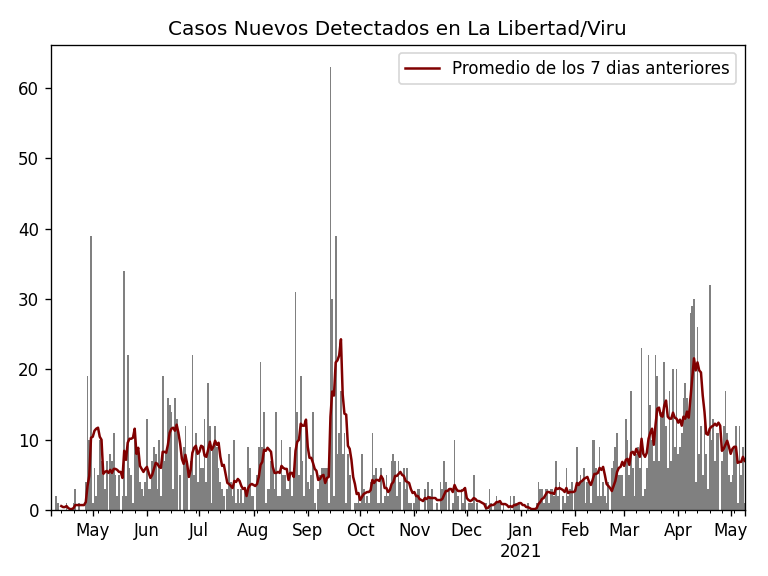 Casos Nuevos Detectados en La Libertad/Viru
Promedio de los 7 dias anteriores
60
50
40
30
20
10
0
May Jun Jul Aug Sep Oct Nov Dec Jan Feb Mar Apr May
2021